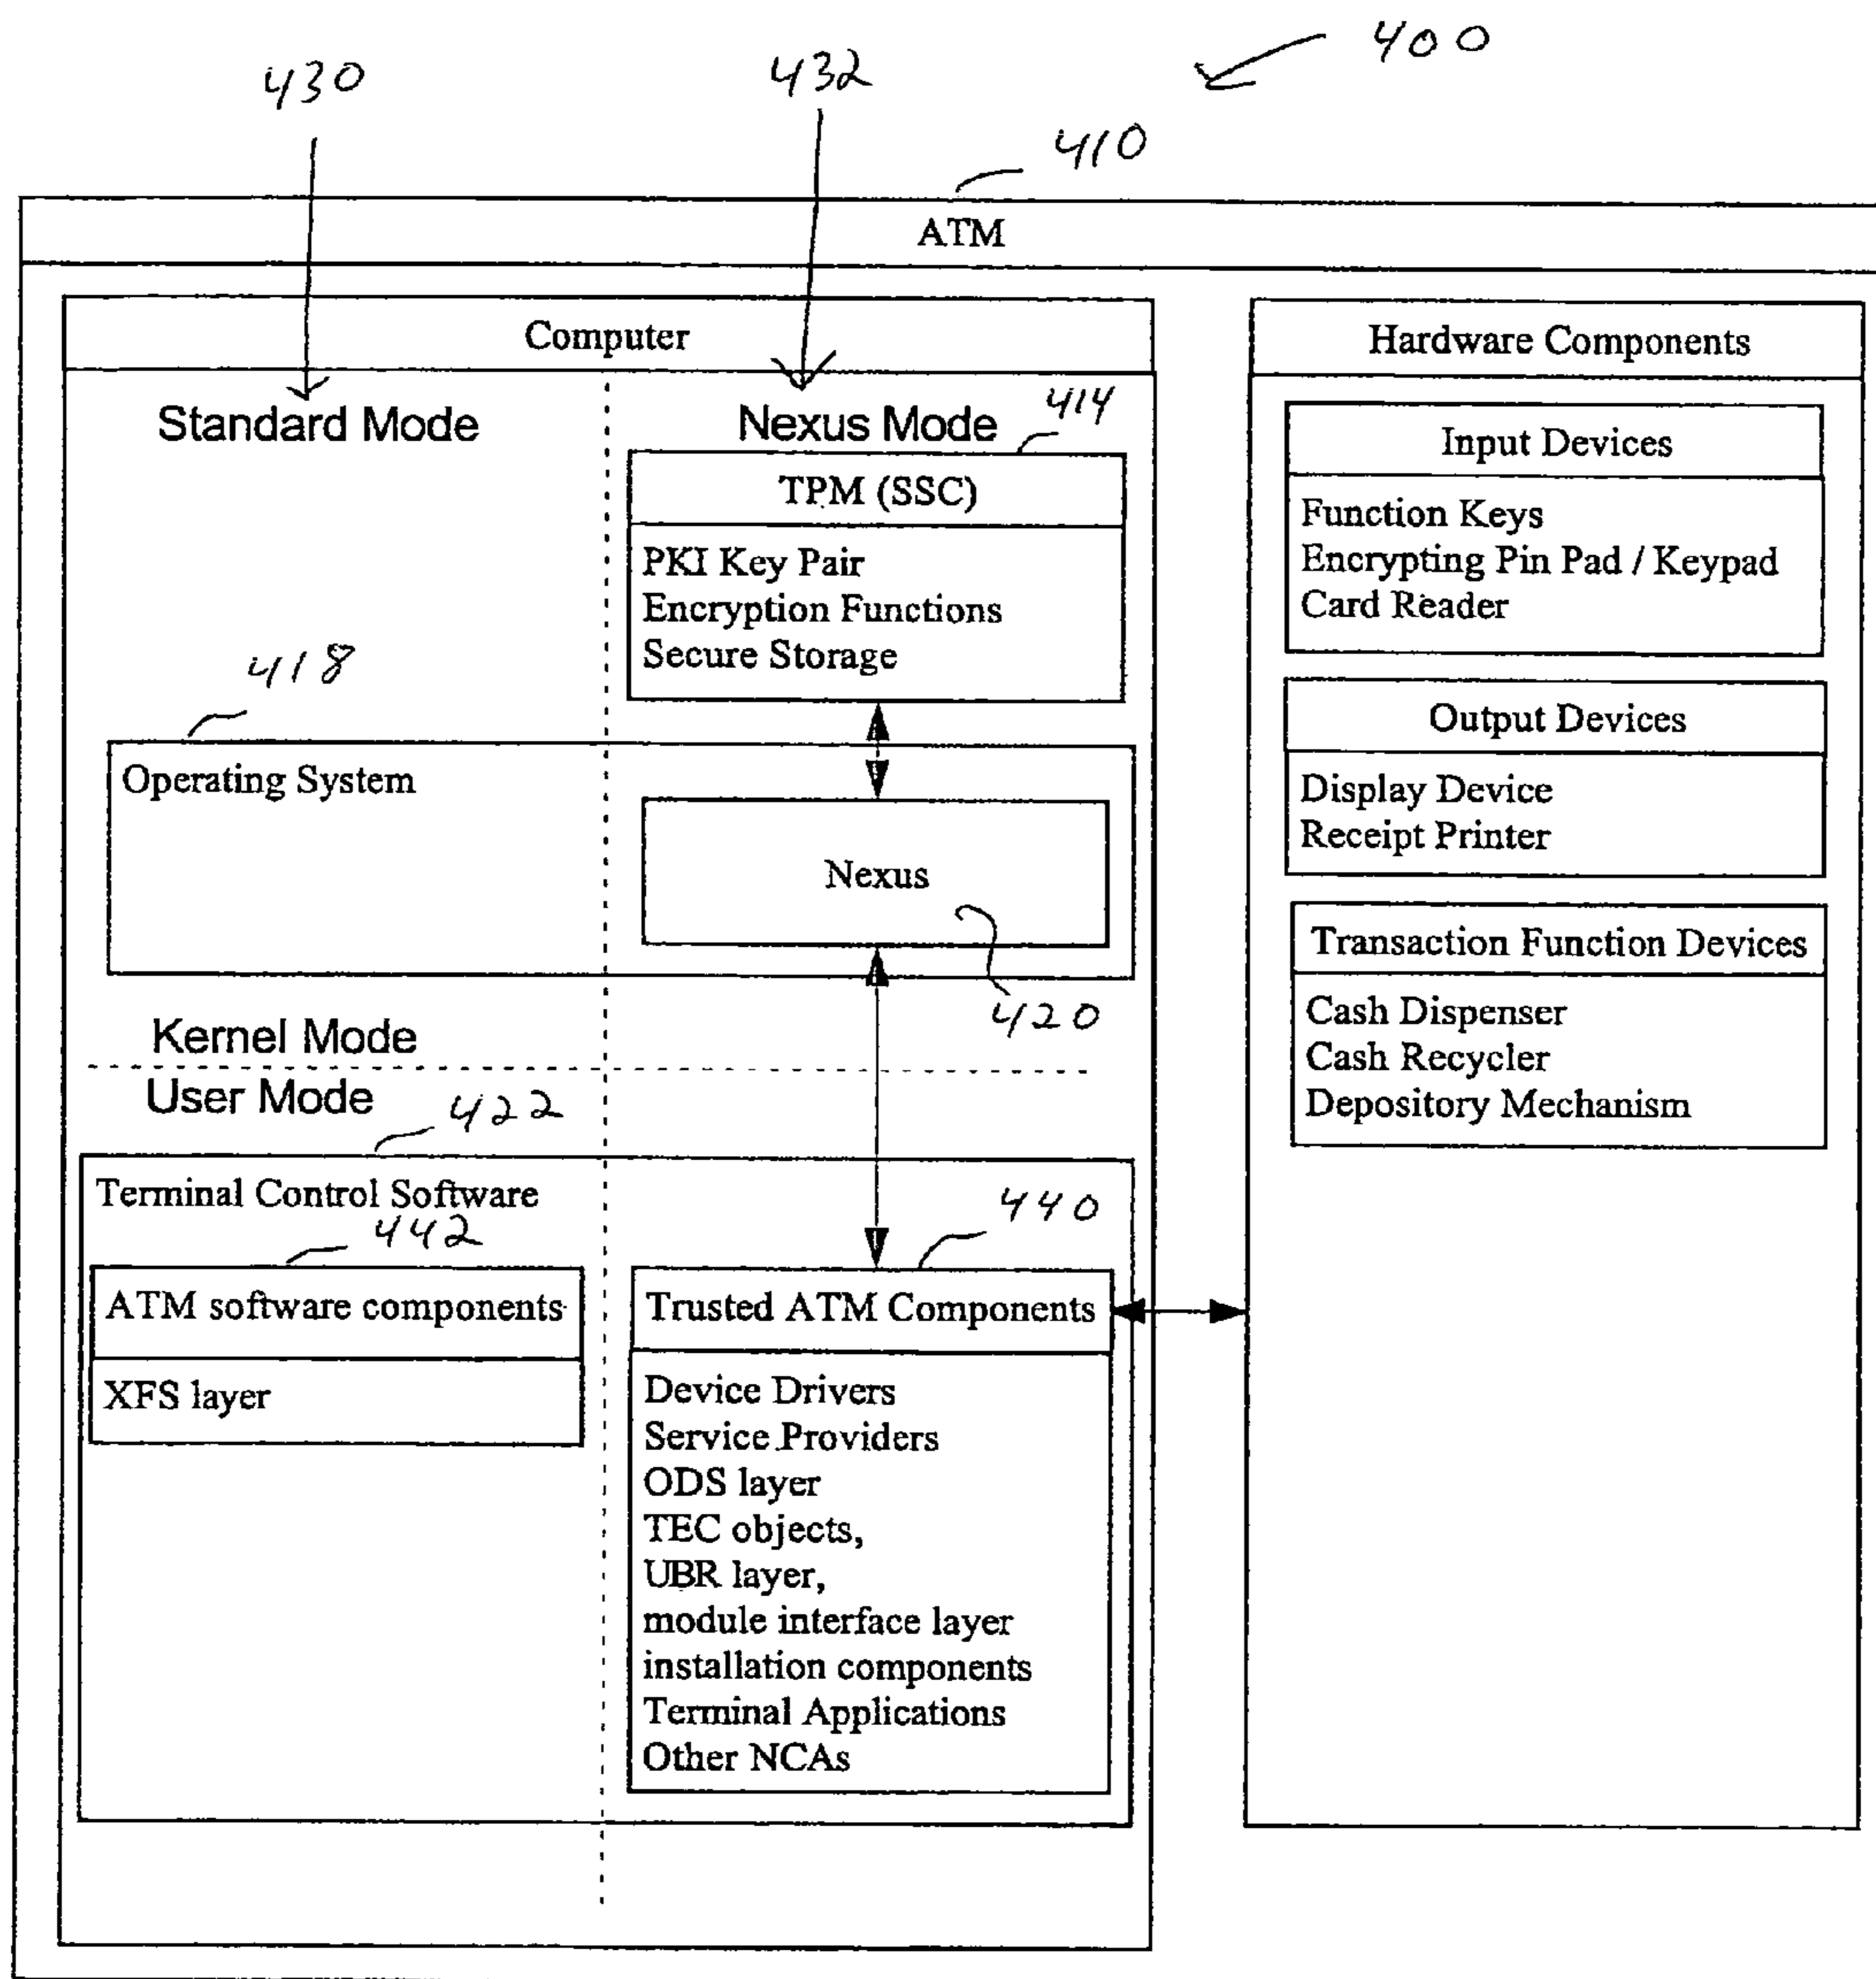 400
430
432
410
ATM
Computer
Standard Mode
Nexus Mode
414
TPM (SSC)
PKI Key Pair
Encryption Functions
Secure Storage
418
Operating System
Nexus
420
Kernel Mode
User Mode
422
Terminal Control Software
442
ATM software components
XFS layer
440
Trusted ATM Components
Device Drivers
Service Providers
ODS layer
TEC objects,
UBR layer,
module interface layer
installation components
Terminal Applications
Other NCAs
Hardware Components
Input Devices
Function Keys
Encrypting Pin Pad / Keypad
Card Reader
Output Devices
Display Device
Receipt Printer
Transaction Function Devices
Cash Dispenser
Cash Recycler
Depository Mechanism